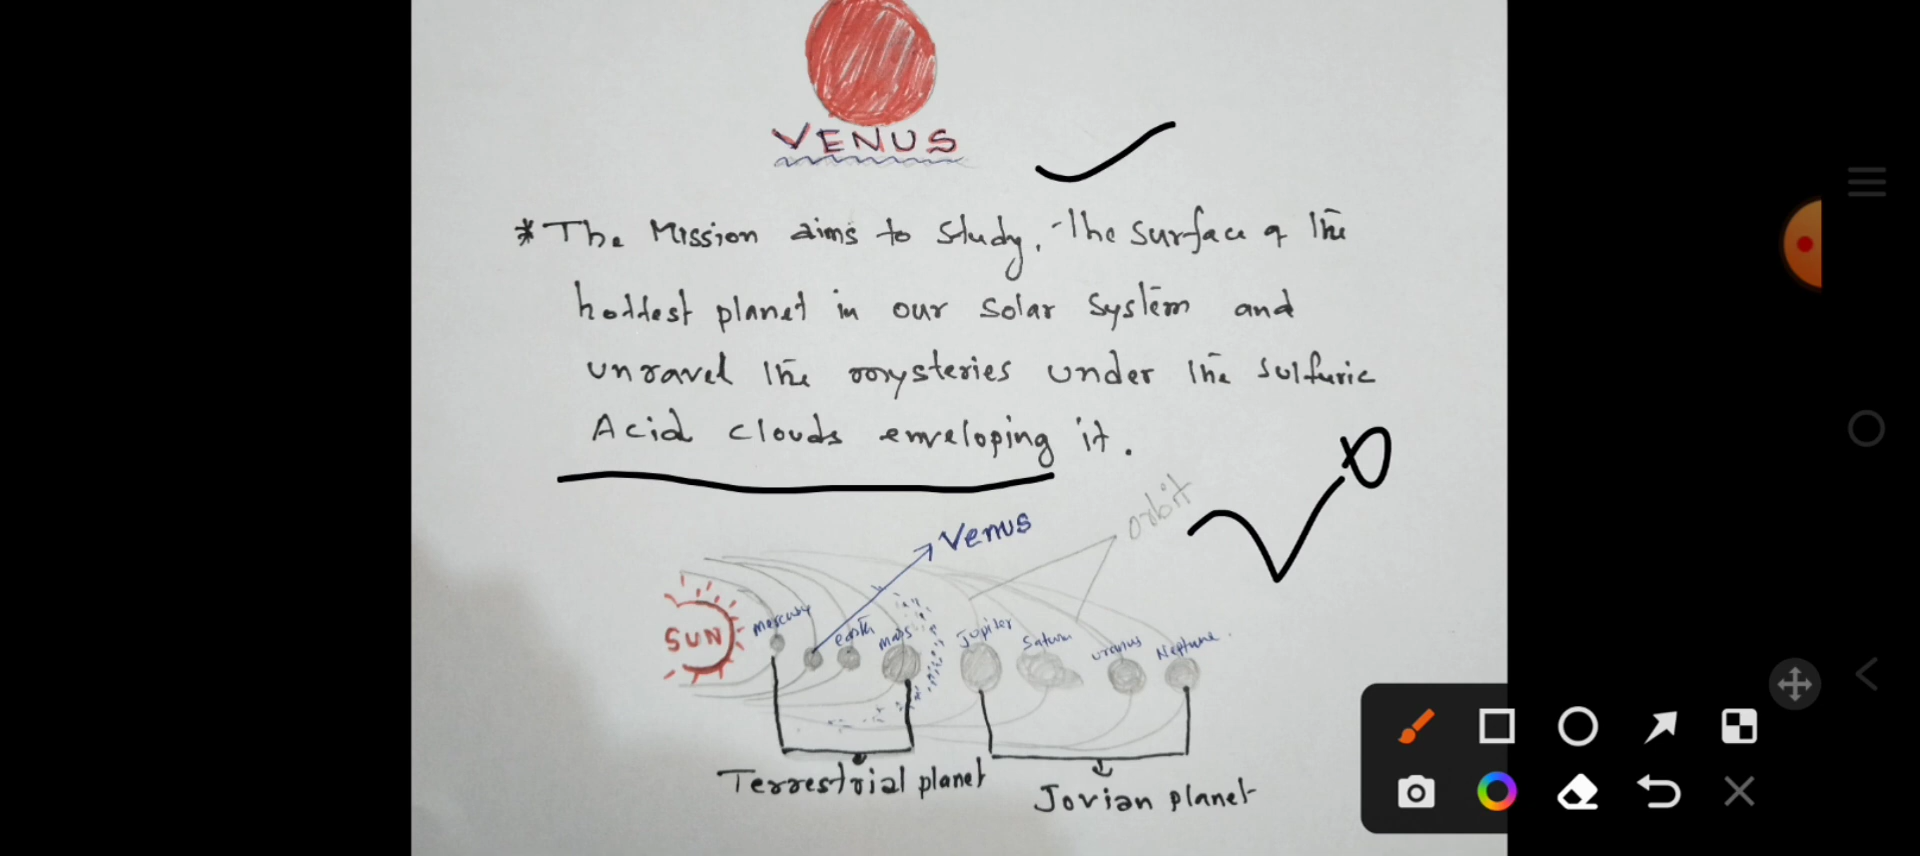 VENUS
* The Mission aims to study, The surface of the
hottest planet in our solar system and
unravel the mysteries under the sulfuric
Acid clouds enveloping it.
orbit
Venus
SUN
mercury
earth
mars
Jupiter
Saturn
uranus
Neptune
Terrestrial planet
Jovian planet